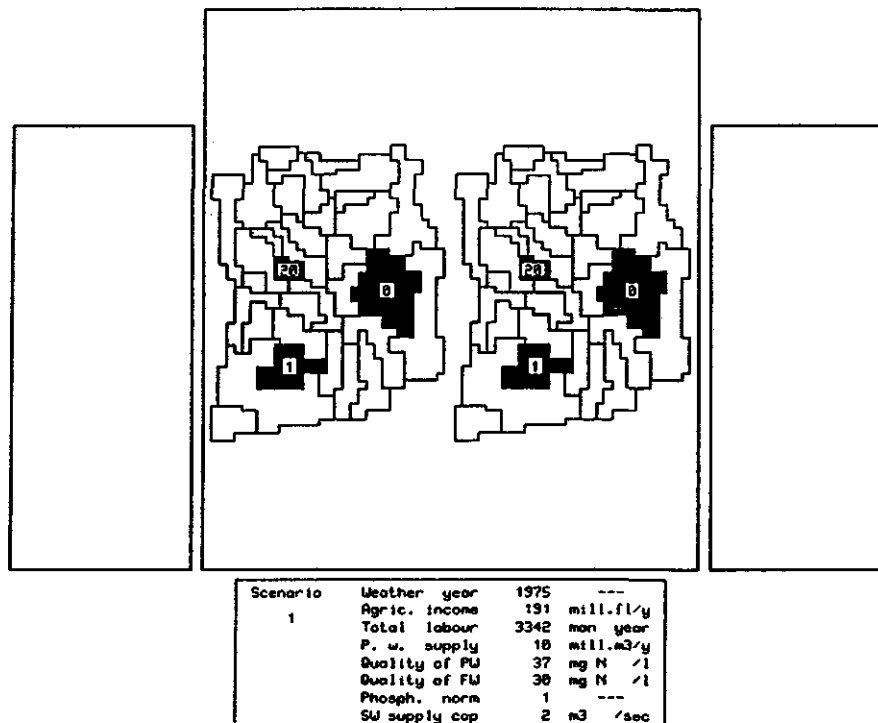 20 20
0 0
1 1
Scenario Weather year 1975 ---
1 Agric. income 191 mill.fl/y
Total labour 3342 man year
P. w. supply 10 mill.m3/y
Quality of PW 37 mg N /l
Quality of FW 30 mg N /l
Phosph. norm 1 ---
SW supply cap 2 m3 /sec